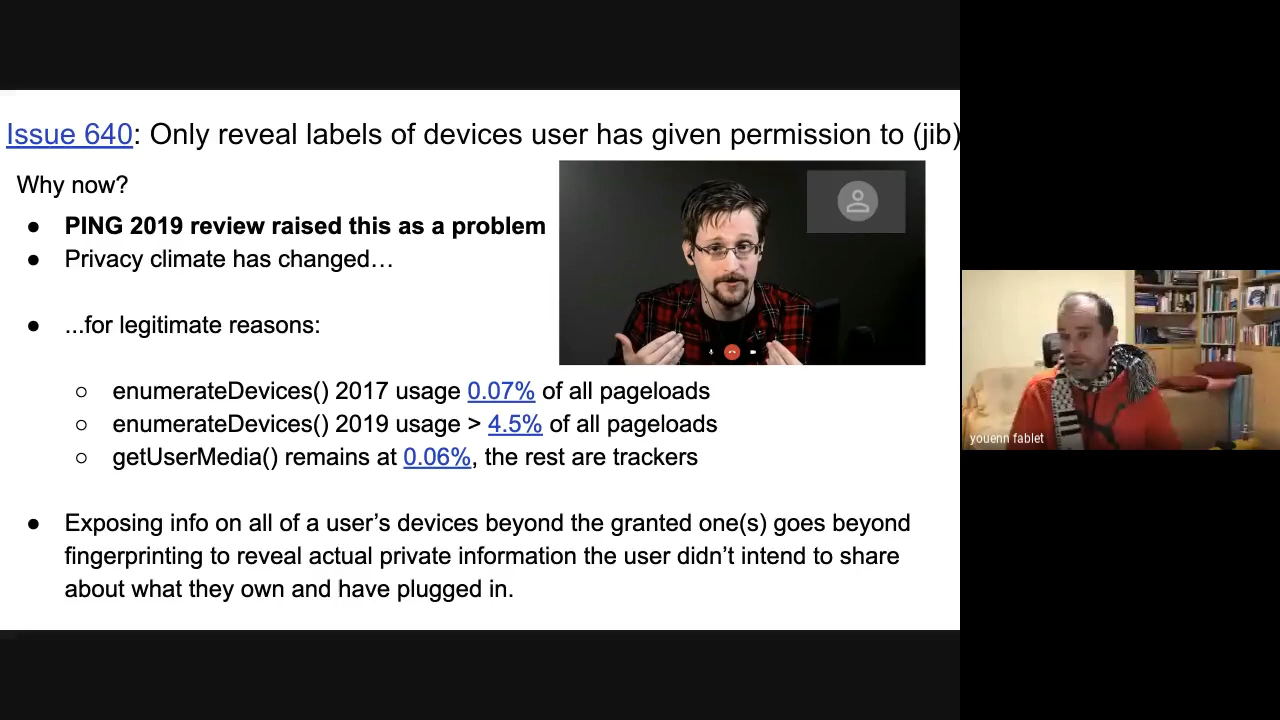 Issue 640: Only reveal labels of devices user has given permission to (jib)
Why now?
● PING 2019 review raised this as a problem
● Privacy climate has changed…
● ...for legitimate reasons:
○ enumerateDevices() 2017 usage 0.07% of all pageloads
○ enumerateDevices() 2019 usage > 4.5% of all pageloads
○ getUserMedia() remains at 0.06%, the rest are trackers
● Exposing info on all of a user’s devices beyond the granted one(s) goes beyond
fingerprinting to reveal actual private information the user didn’t intend to share
about what they own and have plugged in.
youenn fablet